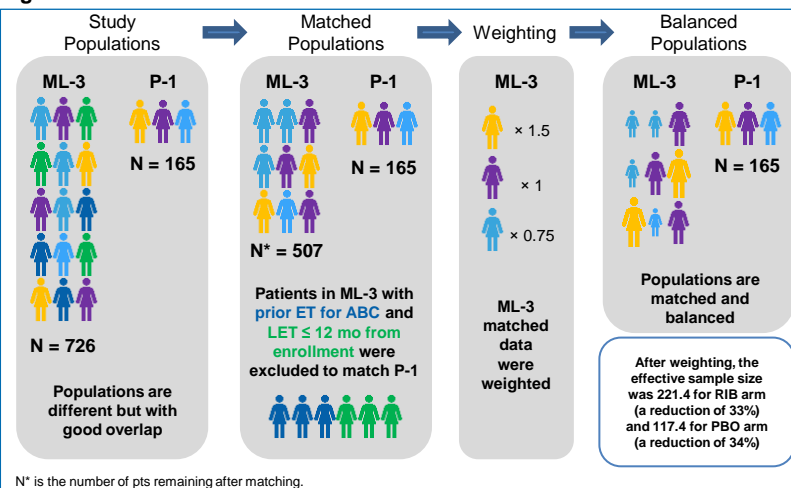 Study
Populations
Matched
Populations
Weighting
Balanced
Populations
ML-3
P-1
N = 165
N = 726
Populations are
different but with
good overlap
ML-3
P-1
N = 165
N* = 507
Patients in ML-3 with
prior ET for ABC and
LET ≤ 12 mo from
enrollment were
excluded to match P-1
ML-3
× 1.5
× 1
× 0.75
ML-3
matched
data
were
weighted
ML-3
P-1
N = 165
Populations are
matched and
balanced
After weighting, the
effective sample size
was 221.4 for RIB arm
(a reduction of 33%)
and 117.4 for PBO arm
(a reduction of 34%)
N* is the number of pts remaining after matching.